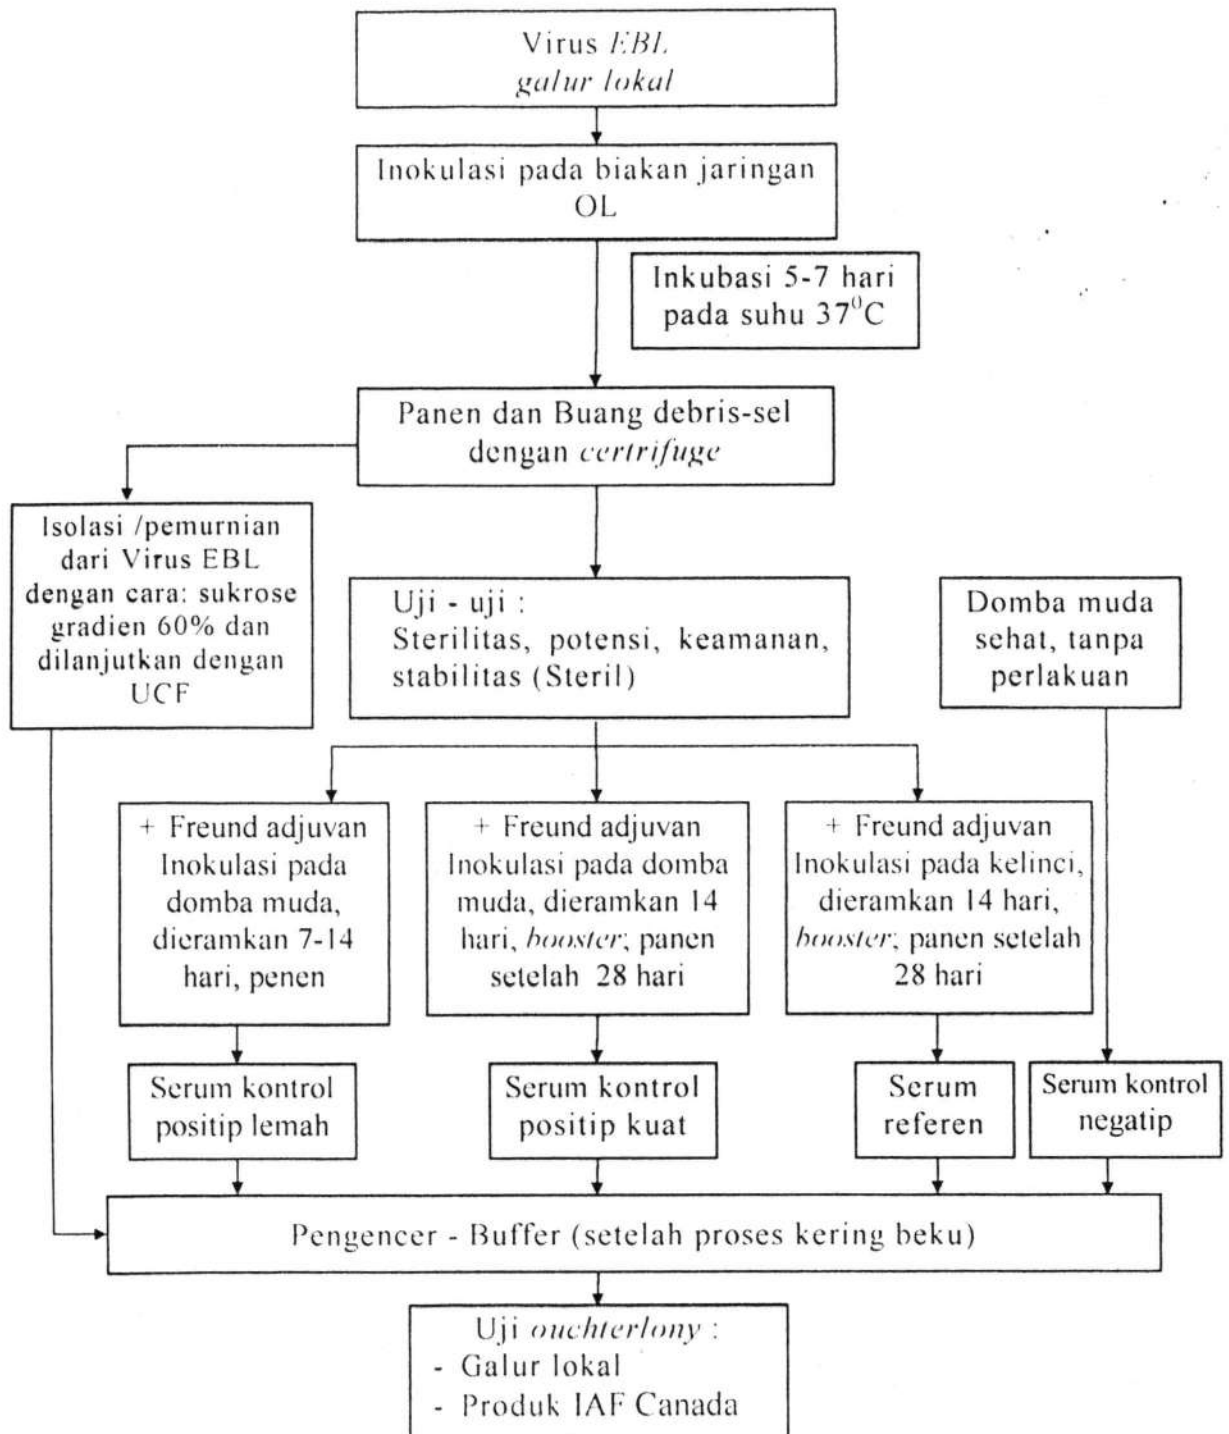 Virus EBL
galur lokal
Inokulasi pada biakan jaringan
OL
Inkubasi 5-7 hari
pada suhu 37⁰C
Panen dan Buang debris-sel
dengan certrifuge
Isolasi /pemurnian
dari Virus EBL
dengan cara: sukrose
gradien 60% dan
dilanjutkan dengan
UCF
Uji - uji :
Sterilitas, potensi, keamanan,
stabilitas (Steril)
Domba muda
sehat, tanpa
perlakuan
+ Freund adjuvan
Inokulasi pada
domba muda,
dieramkan 7-14
hari, penen
+ Freund adjuvan
Inokulasi pada domba
muda, dieramkan 14
hari, booster; panen
setelah 28 hari
+ Freund adjuvan
Inokulasi pada kelinci,
dieramkan 14 hari,
booster; panen setelah
28 hari
Serum kontrol
positip lemah
Serum kontrol
positip kuat
Serum
referen
Serum kontrol
negatip
Pengencer - Buffer (setelah proses kering beku)
Uji ouchterlony :
- Galur lokal
- Produk IAF Canada